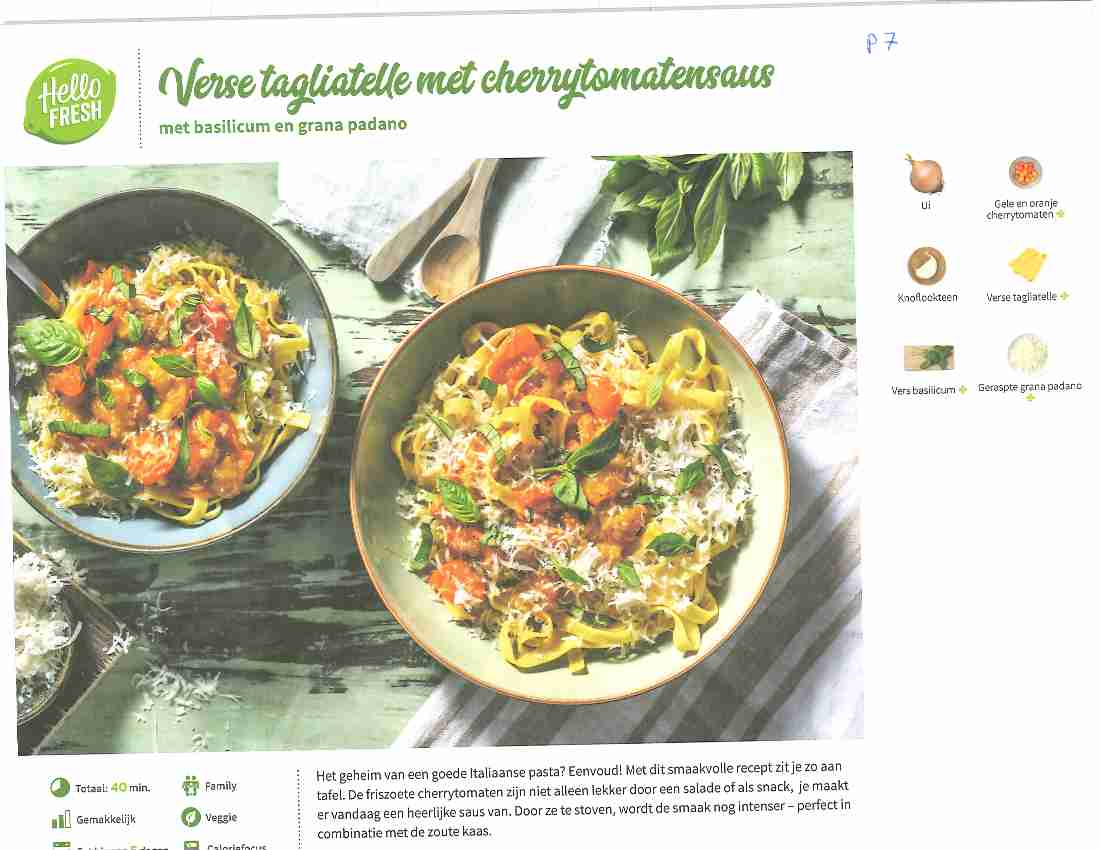 p 7
Hello
FRESH
Verse tagliatelle met cherrytomatensaus
met basilicum en grana padano
Ui
Gele en oranje
cherrytomaten
Knoflookteen
Verse tagliatelle
Vers basilicum
Geraspte grana padano
Totaal: 40 min.
Family
Gemakkelijk
Veggie
Caloriefocus
Het geheim van een goede Italiaanse pasta? Eenvoud! Met dit smaakvolle recept zit je zo aan
tafel. De friszoete cherrytomaten zijn niet alleen lekker door een salade of als snack, je maakt
er vandaag een heerlijke saus van. Door ze te stoven, wordt de smaak nog intenser – perfect in
combinatie met de zoute kaas.